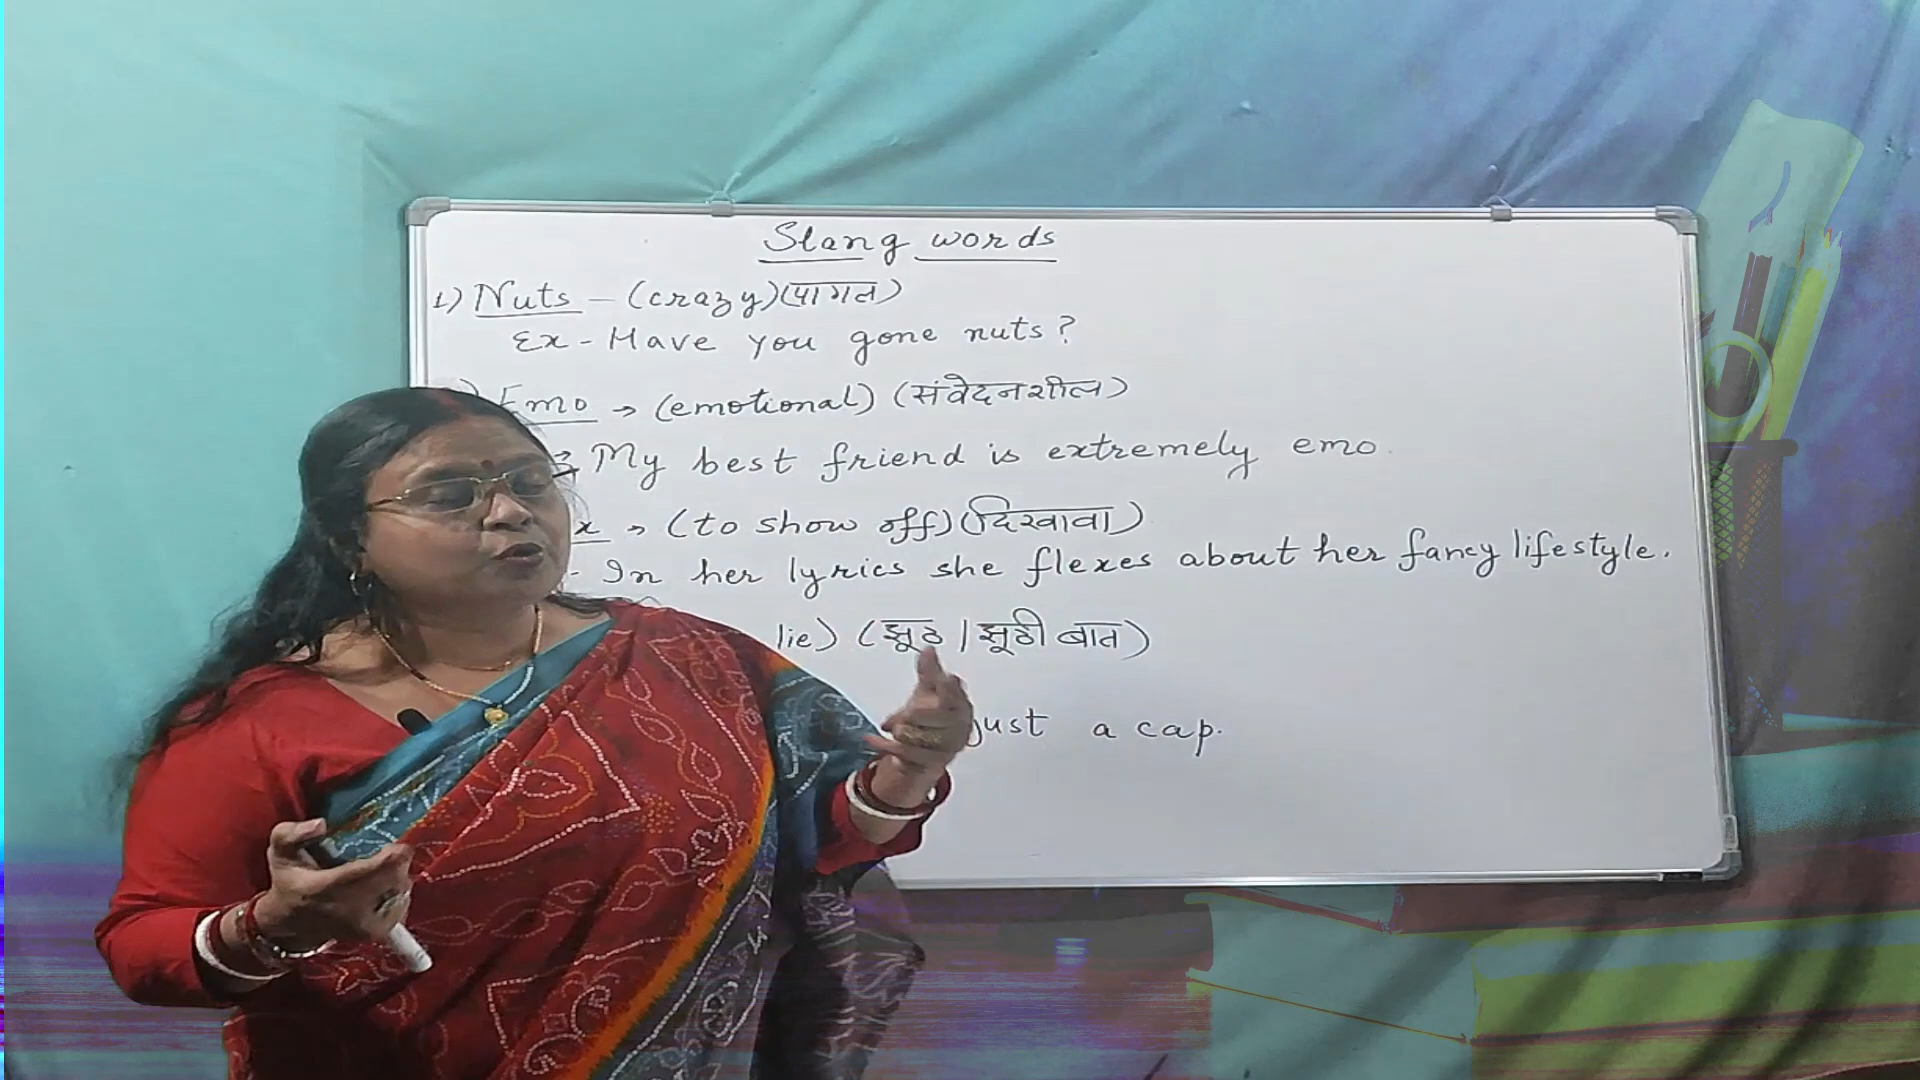 Slang words
1) Nuts - (crazy) (पागल)
Ex - Have you gone nuts?
Emo → (emotional) (संवेदनशील)
→ My best friend is extremely emo.
x → (to show off) (दिखावा)
- In her lyrics she flexes about her fancy lifestyle.
lie) (झूठ | झूठी बात)
just a cap.